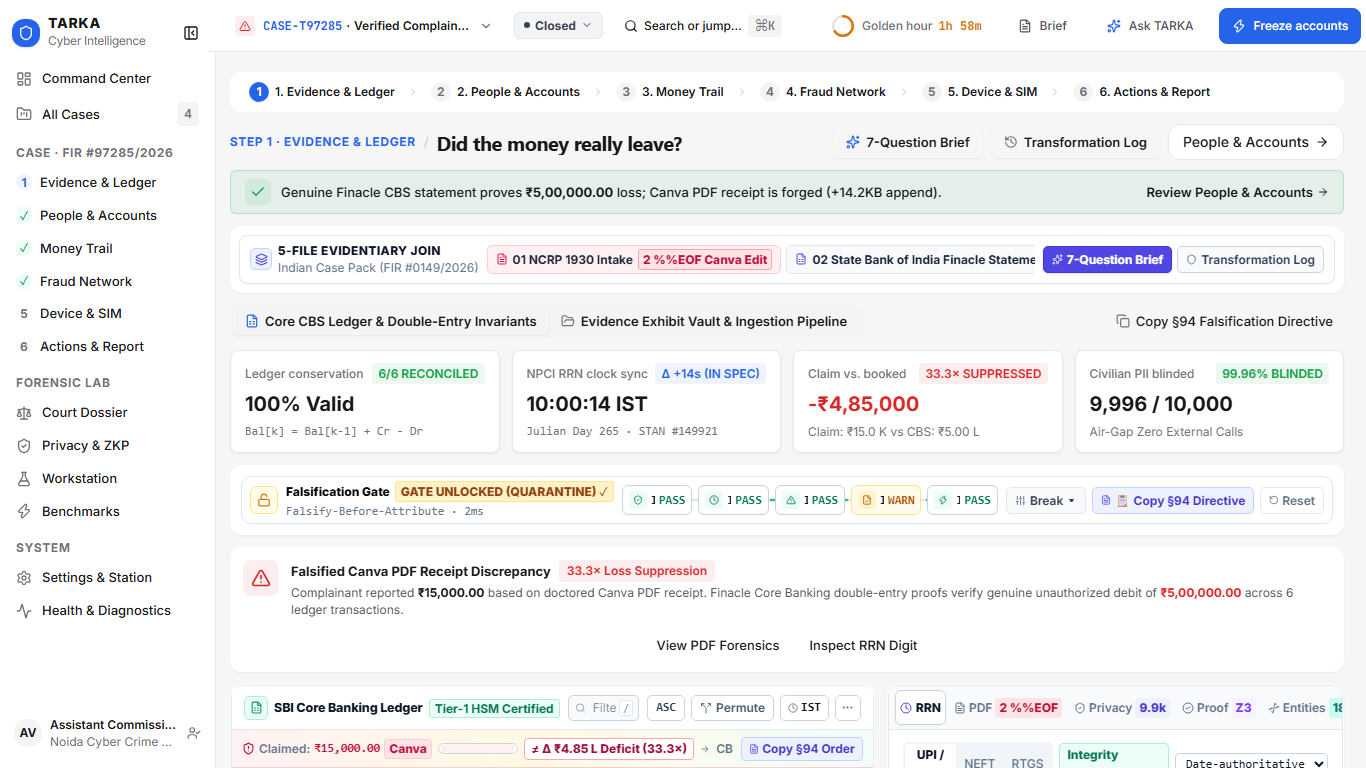 TARKA
Cyber Intelligence
CASE-T97285 · Verified Complain...
Closed
Search or jump... ⌘K
Golden hour 1h 58m
Brief
Ask TARKA
Freeze accounts
Command Center
All Cases 4
CASE · FIR #97285/2026
1 Evidence & Ledger
✓ People & Accounts
✓ Money Trail
✓ Fraud Network
5 Device & SIM
6 Actions & Report
FORENSIC LAB
Court Dossier
Privacy & ZKP
Workstation
Benchmarks
SYSTEM
Settings & Station
Health & Diagnostics
AV Assistant Commissi...
Noida Cyber Crime ...
1 1. Evidence & Ledger
2 2. People & Accounts
3 3. Money Trail
4 4. Fraud Network
5 5. Device & SIM
6 6. Actions & Report
STEP 1 · EVIDENCE & LEDGER / Did the money really leave?
7-Question Brief
Transformation Log
People & Accounts →
Genuine Finacle CBS statement proves ₹5,00,000.00 loss; Canva PDF receipt is forged (+14.2KB append).
Review People & Accounts →
5-FILE EVIDENTIARY JOIN
Indian Case Pack (FIR #0149/2026)
01 NCRP 1930 Intake 2 %%EOF Canva Edit
02 State Bank of India Finacle Stateme
7-Question Brief
Transformation Log
Core CBS Ledger & Double-Entry Invariants
Evidence Exhibit Vault & Ingestion Pipeline
Copy §94 Falsification Directive
Ledger conservation 6/6 RECONCILED
100% Valid
Bal[k] = Bal[k-1] + Cr - Dr
NPCI RRN clock sync Δ +14s (IN SPEC)
10:00:14 IST
Julian Day 265 · STAN #149921
Claim vs. booked 33.3× SUPPRESSED
-₹4,85,000
Claim: ₹15.0 K vs CBS: ₹5.00 L
Civilian PII blinded 99.96% BLINDED
9,996 / 10,000
Air-Gap Zero External Calls
Falsification Gate GATE UNLOCKED (QUARANTINE) ✓
Falsify-Before-Attribute · 2ms
PASS
PASS
PASS
WARN
PASS
Break
Copy §94 Directive
Reset
Falsified Canva PDF Receipt Discrepancy 33.3× Loss Suppression
Complainant reported ₹15,000.00 based on doctored Canva PDF receipt. Finacle Core Banking double-entry proofs verify genuine unauthorized debit of ₹5,00,000.00 across 6
ledger transactions.
View PDF Forensics
Inspect RRN Digit
SBI Core Banking Ledger Tier-1 HSM Certified
Filte /
ASC
Permute
IST
···
Claimed: ₹15,000.00 Canva
≠ Δ ₹4.85 L Deficit (33.3×) → CB
Copy §94 Order
RRN
PDF 2 %%EOF
Privacy 9.9k
Proof Z3
Entities 18
UPI /
NEFT
RTGS
Integrity
Date-authoritative